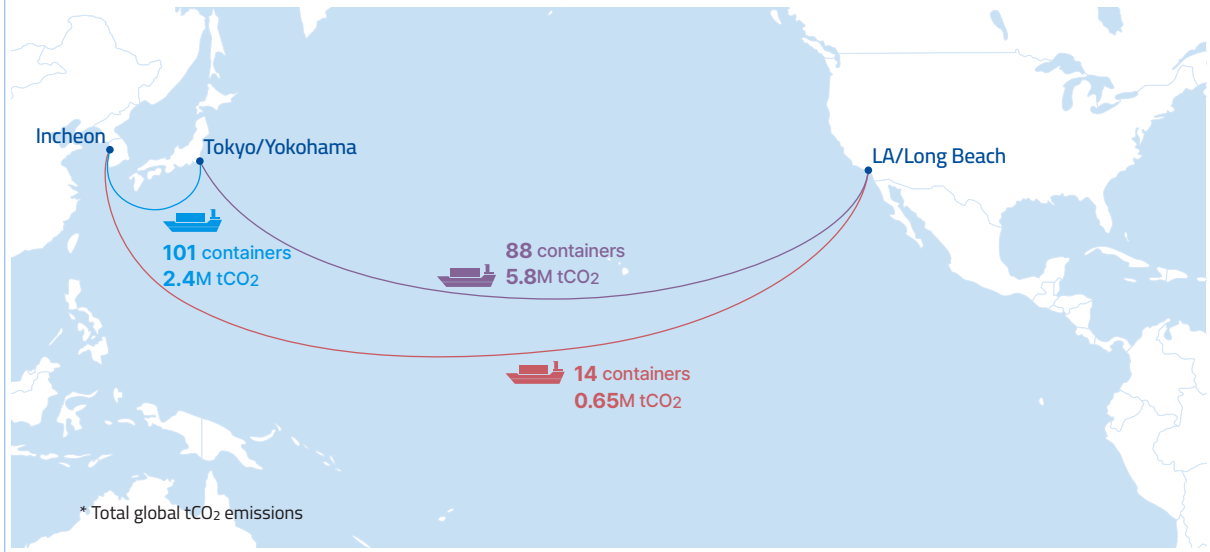 Incheon
Tokyo/Yokohama
LA/Long Beach
101 containers
2.4M tCO2
88 containers
5.8M tCO2
14 containers
0.65M tCO2
* Total global tCO2 emissions